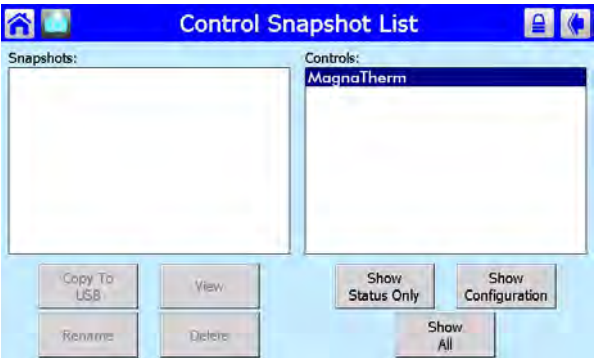 Control Snapshot List
Snapshots:
Controls:
MagnaTherm
Copy To
USB
View
Show
Status Only
Show
Configuration
Rename
Delete
Show
All